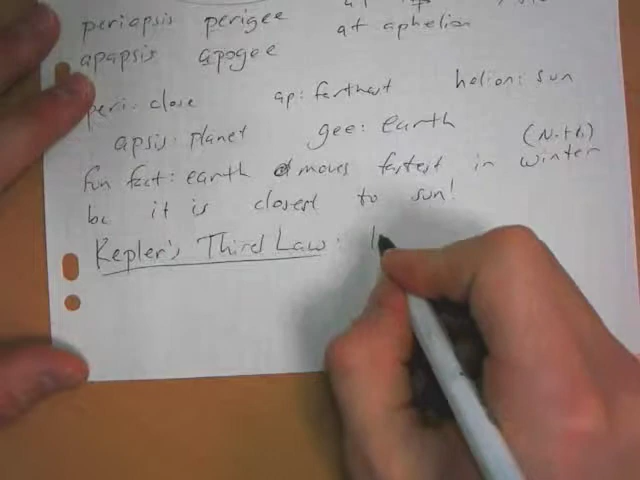 periapsis perigee at
apapsis apogee at aphelion
peri: close ap: farthest helion: sun
apsis: planet gee: earth (N.H.)
fun fact: earth moves fastest in winter
bc it is closest to sun!
Kepler's Third Law: